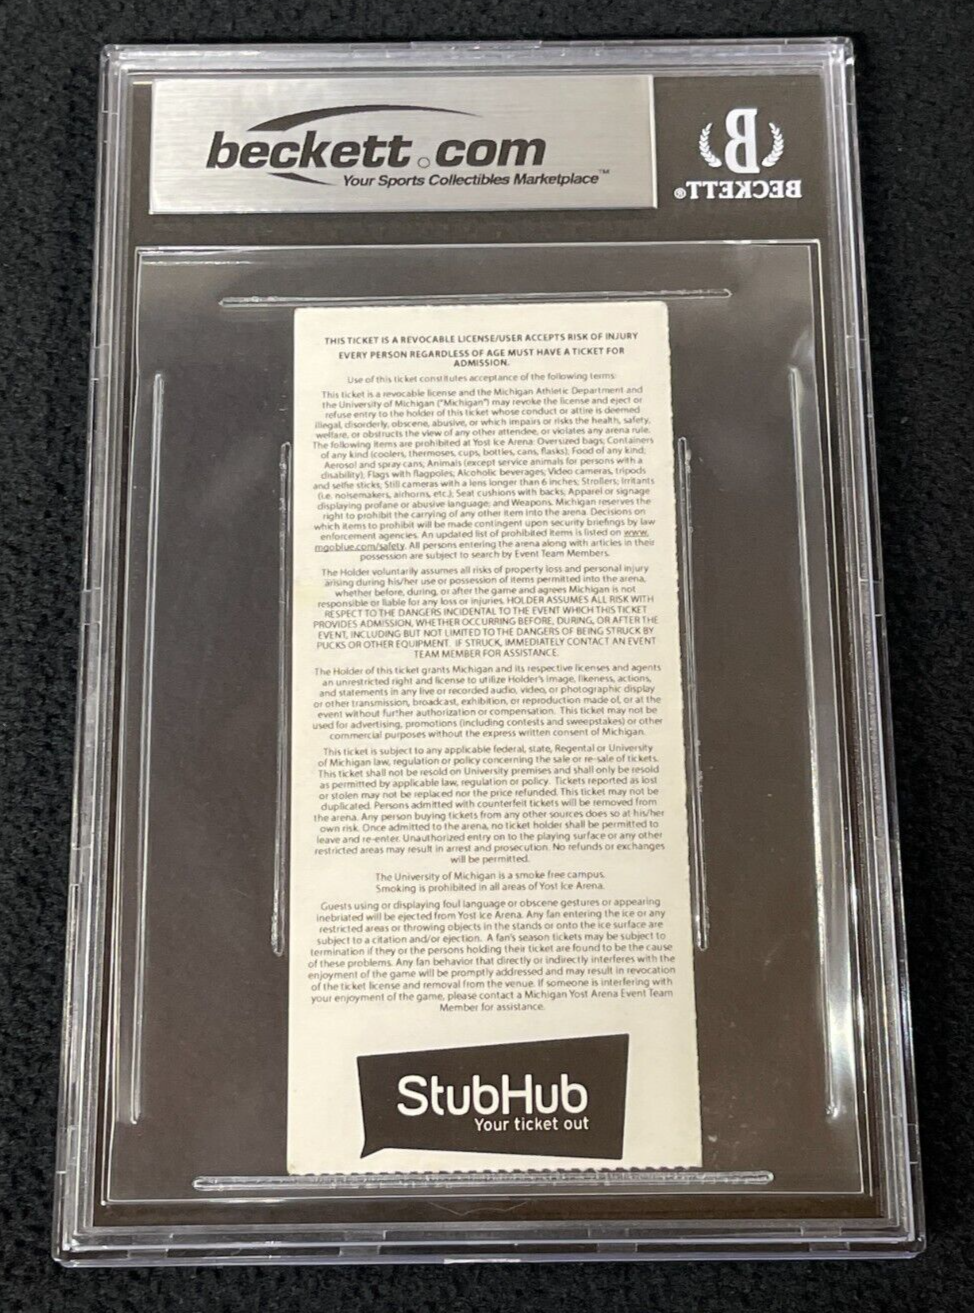 beckett.com
Your Sports Collectibles Marketplace™
B
BECKETT®
THIS TICKET IS A REVOCABLE LICENSE/USER ACCEPTS RISK OF INJURY
EVERY PERSON REGARDLESS OF AGE MUST HAVE A TICKET FOR
ADMISSION.
Use of this ticket constitutes acceptance of the following terms:
This ticket is a revocable license and the Michigan Athletic Department and
the University of Michigan ("Michigan") may revoke the license and eject or
refuse entry to the holder of this ticket whose conduct or attire is deemed
illegal, disorderly, obscene, abusive, or which impairs or risks the health, safety,
welfare, or obstructs the view of any other attendee, or violates any arena rule.
The following items are prohibited at Yost Ice Arena: Oversized bags; Containers
of any kind (coolers, thermoses, cups, bottles, cans, flasks); Food of any kind;
Aerosol and spray cans; Animals (except service animals for persons with a
disability); Flags with flagpoles; Alcoholic beverages; Video cameras, tripods
and selfie sticks; Still cameras with a lens longer than 6 inches; Strollers; Irritants
(i.e. noisemakers, airhorns, etc.); Seat cushions with backs; Apparel or signage
displaying profane or abusive language; and Weapons. Michigan reserves the
right to prohibit the carrying of any other item into the arena. Decisions on
which items to prohibit will be made contingent upon security briefings by law
enforcement agencies. An updated list of prohibited items is listed on www.
mgoblue.com/safety. All persons entering the arena along with articles in their
possession are subject to search by Event Team Members.
The Holder voluntarily assumes all risks of property loss and personal injury
arising during his/her use or possession of items permitted into the arena,
whether before, during, or after the game and agrees Michigan is not
responsible or liable for any loss or injuries. HOLDER ASSUMES ALL RISK WITH
RESPECT TO THE DANGERS INCIDENTAL TO THE EVENT WHICH THIS TICKET
PROVIDES ADMISSION, WHETHER OCCURRING BEFORE, DURING, OR AFTER THE
EVENT, INCLUDING BUT NOT LIMITED TO THE DANGERS OF BEING STRUCK BY
PUCKS OR OTHER EQUIPMENT. IF STRUCK, IMMEDIATELY CONTACT AN EVENT
TEAM MEMBER FOR ASSISTANCE.
The Holder of this ticket grants Michigan and its respective licenses and agents
an unrestricted right and license to utilize Holder's image, likeness, actions,
and statements in any live or recorded audio, video, or photographic display
or other transmission, broadcast, exhibition, or reproduction made of, or at the
event without further authorization or compensation. This ticket may not be
used for advertising, promotions (including contests and sweepstakes) or other
commercial purposes without the express written consent of Michigan.
This ticket is subject to any applicable federal, state, Regental or University
of Michigan law, regulation or policy concerning the sale or re-sale of tickets.
This ticket shall not be resold on University premises and shall only be resold
as permitted by applicable law, regulation or policy. Tickets reported as lost
or stolen may not be replaced nor the price refunded. This ticket may not be
duplicated. Persons admitted with counterfeit tickets will be removed from
the arena. Any person buying tickets from any other sources does so at his/her
own risk. Once admitted to the arena, no ticket holder shall be permitted to
leave and re-enter. Unauthorized entry on to the playing surface or any other
restricted areas may result in arrest and prosecution. No refunds or exchanges
will be permitted.
The University of Michigan is a smoke free campus.
Smoking is prohibited in all areas of Yost Ice Arena.
Guests using or displaying foul language or obscene gestures or appearing
inebriated will be ejected from Yost Ice Arena. Any fan entering the ice or any
restricted areas or throwing objects in the stands or onto the ice surface are
subject to a citation and/or ejection. A fan's season tickets may be subject to
termination if they or the persons holding their ticket are found to be the cause
of these problems. Any fan behavior that directly or indirectly interferes with the
enjoyment of the game will be promptly addressed and may result in revocation
of the ticket license and removal from the venue. If someone is interfering with
your enjoyment of the game, please contact a Michigan Yost Arena Event Team
Member for assistance.
StubHub
Your ticket out